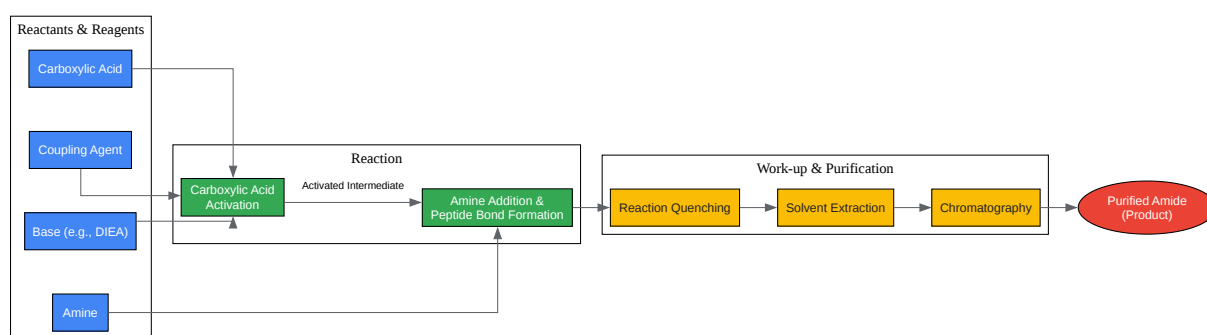 Reactants & Reagents
Carboxylic Acid
Coupling Agent
Base (e.g., DIEA)
Amine
Reaction
Carboxylic Acid
Activation
Activated Intermediate
Amine Addition &
Peptide Bond Formation
Work-up & Purification
Reaction Quenching
Solvent Extraction
Chromatography
Purified Amide
(Product)